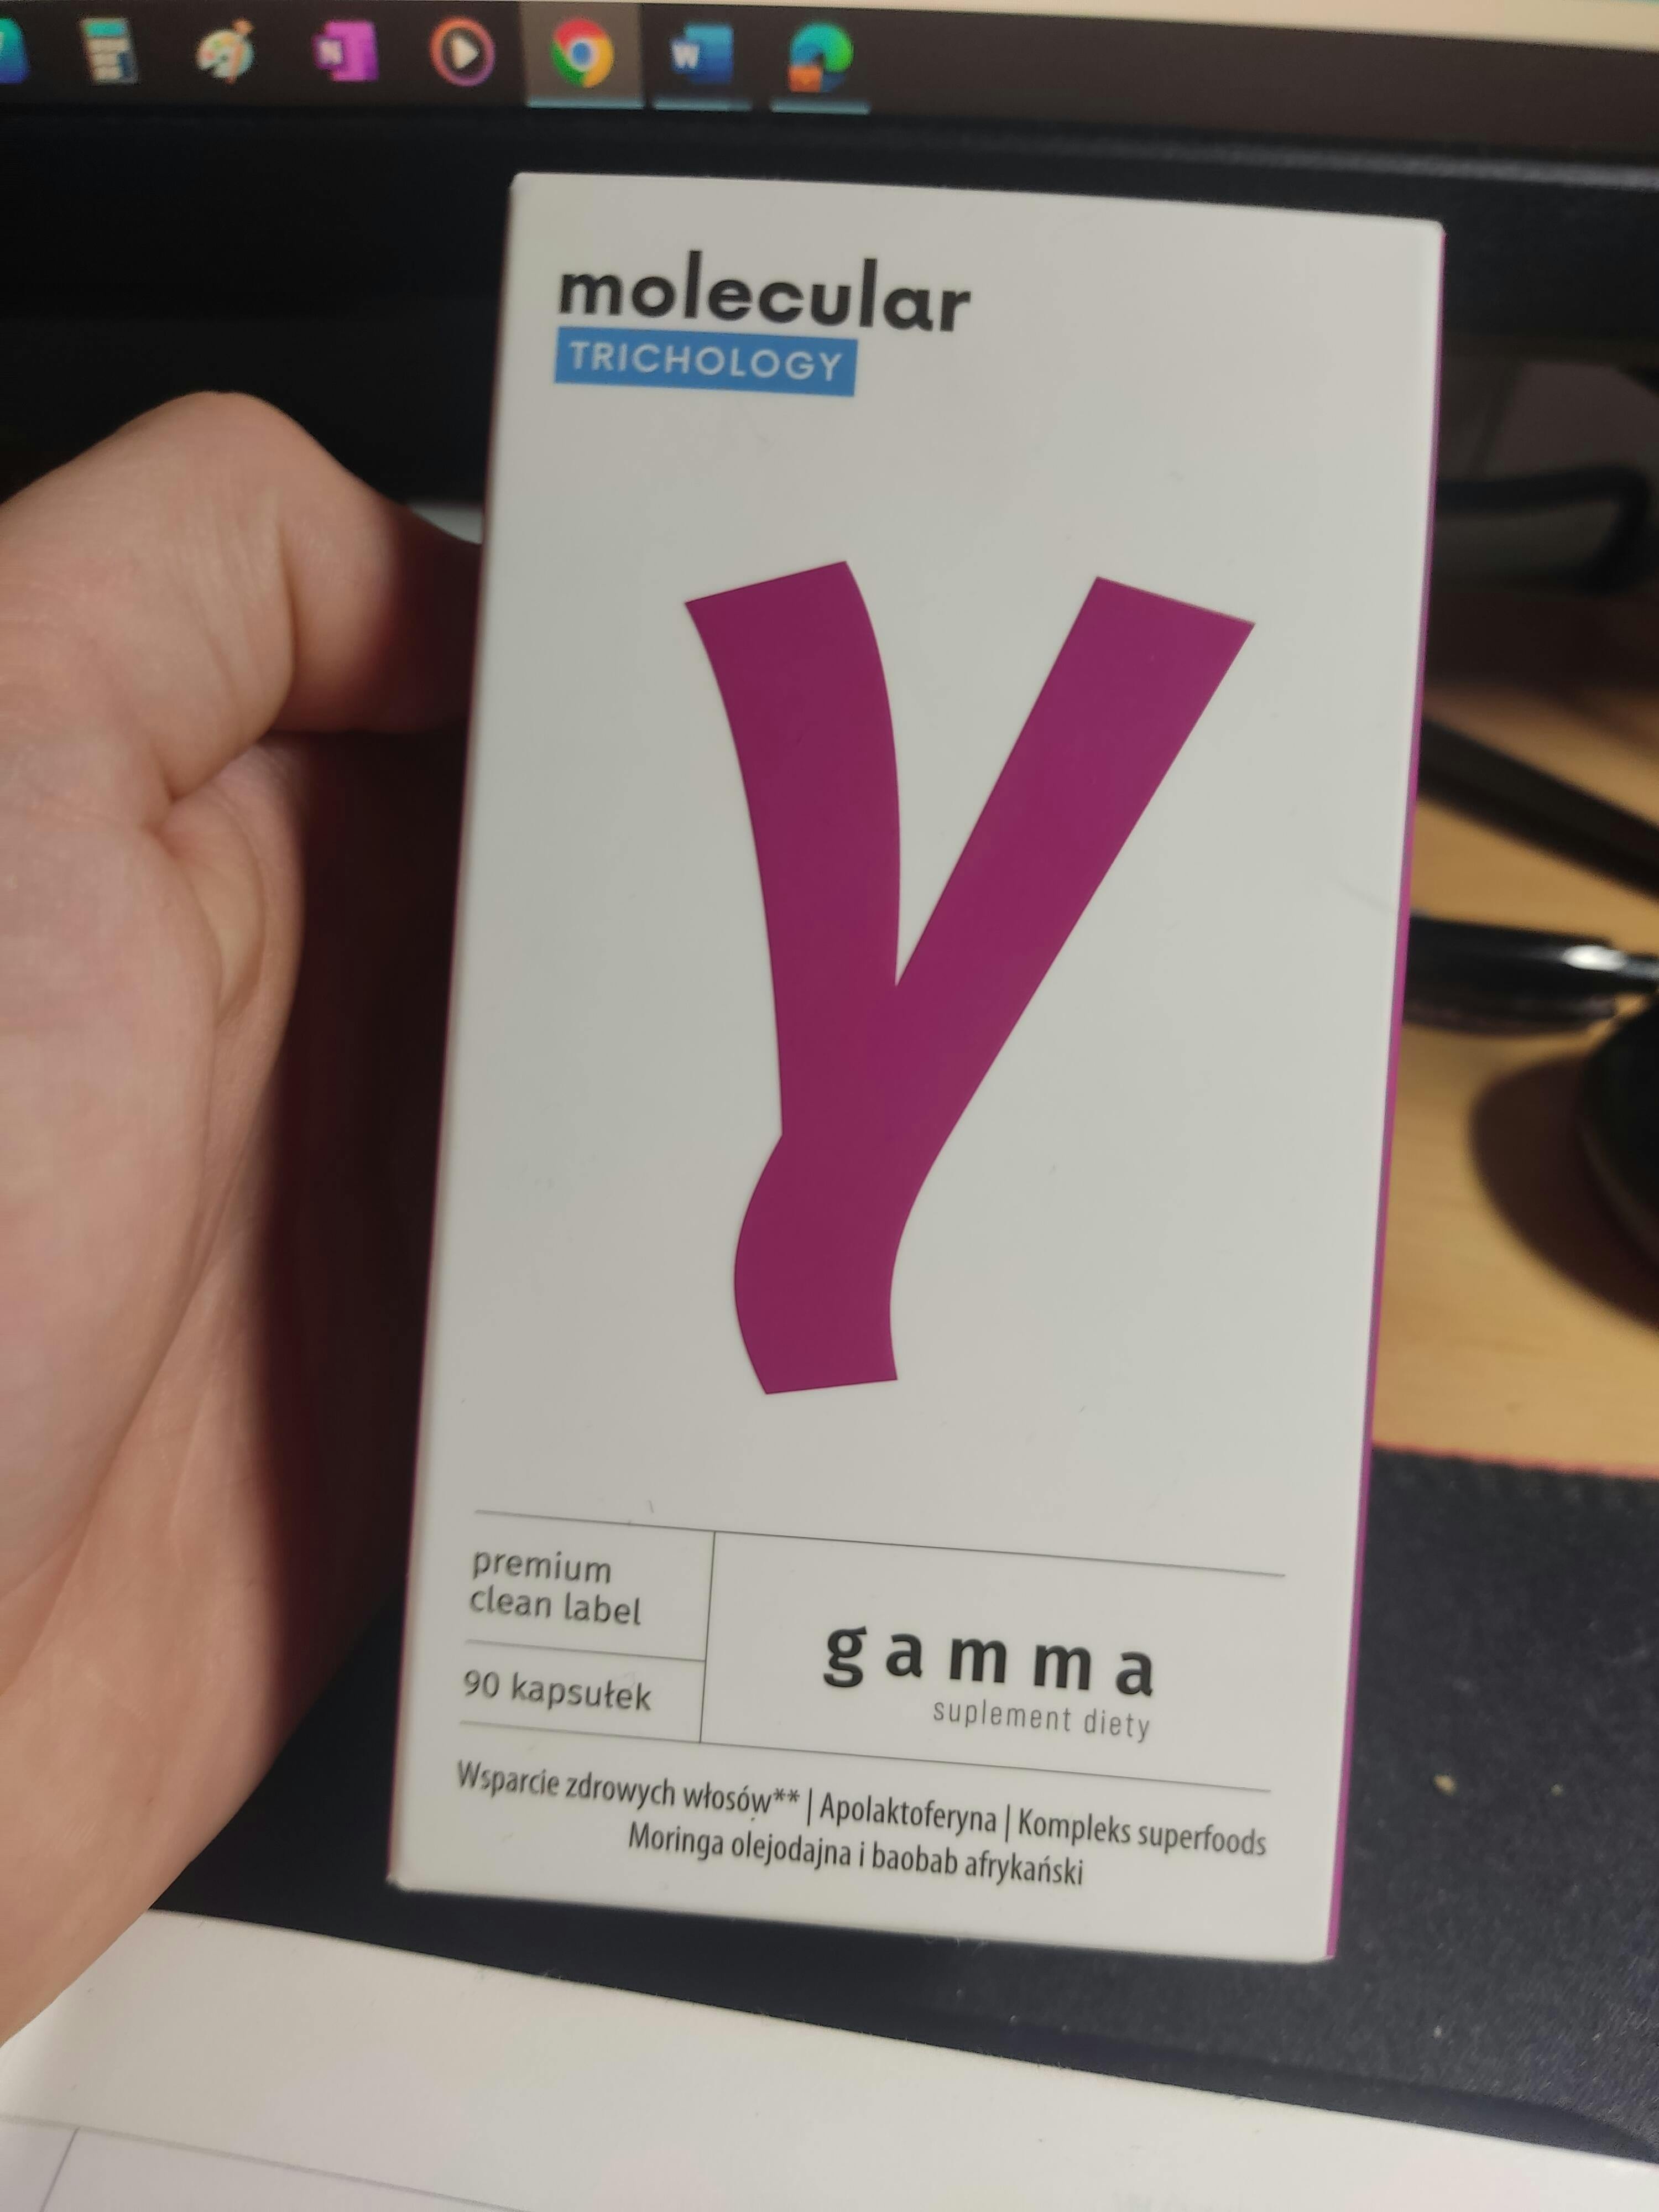 molecular
TRICHOLOGY
γ
premium
clean label
90 kapsułek
gamma
suplement diety
Wsparcie zdrowych włosów** | Apolaktoferyna | Kompleks superfoods
Moringa olejodajna i baobab afrykański